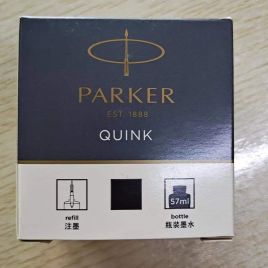 PARKER
EST. 1888
QUINK
57ml
refill
bottle
注墨
瓶装墨水